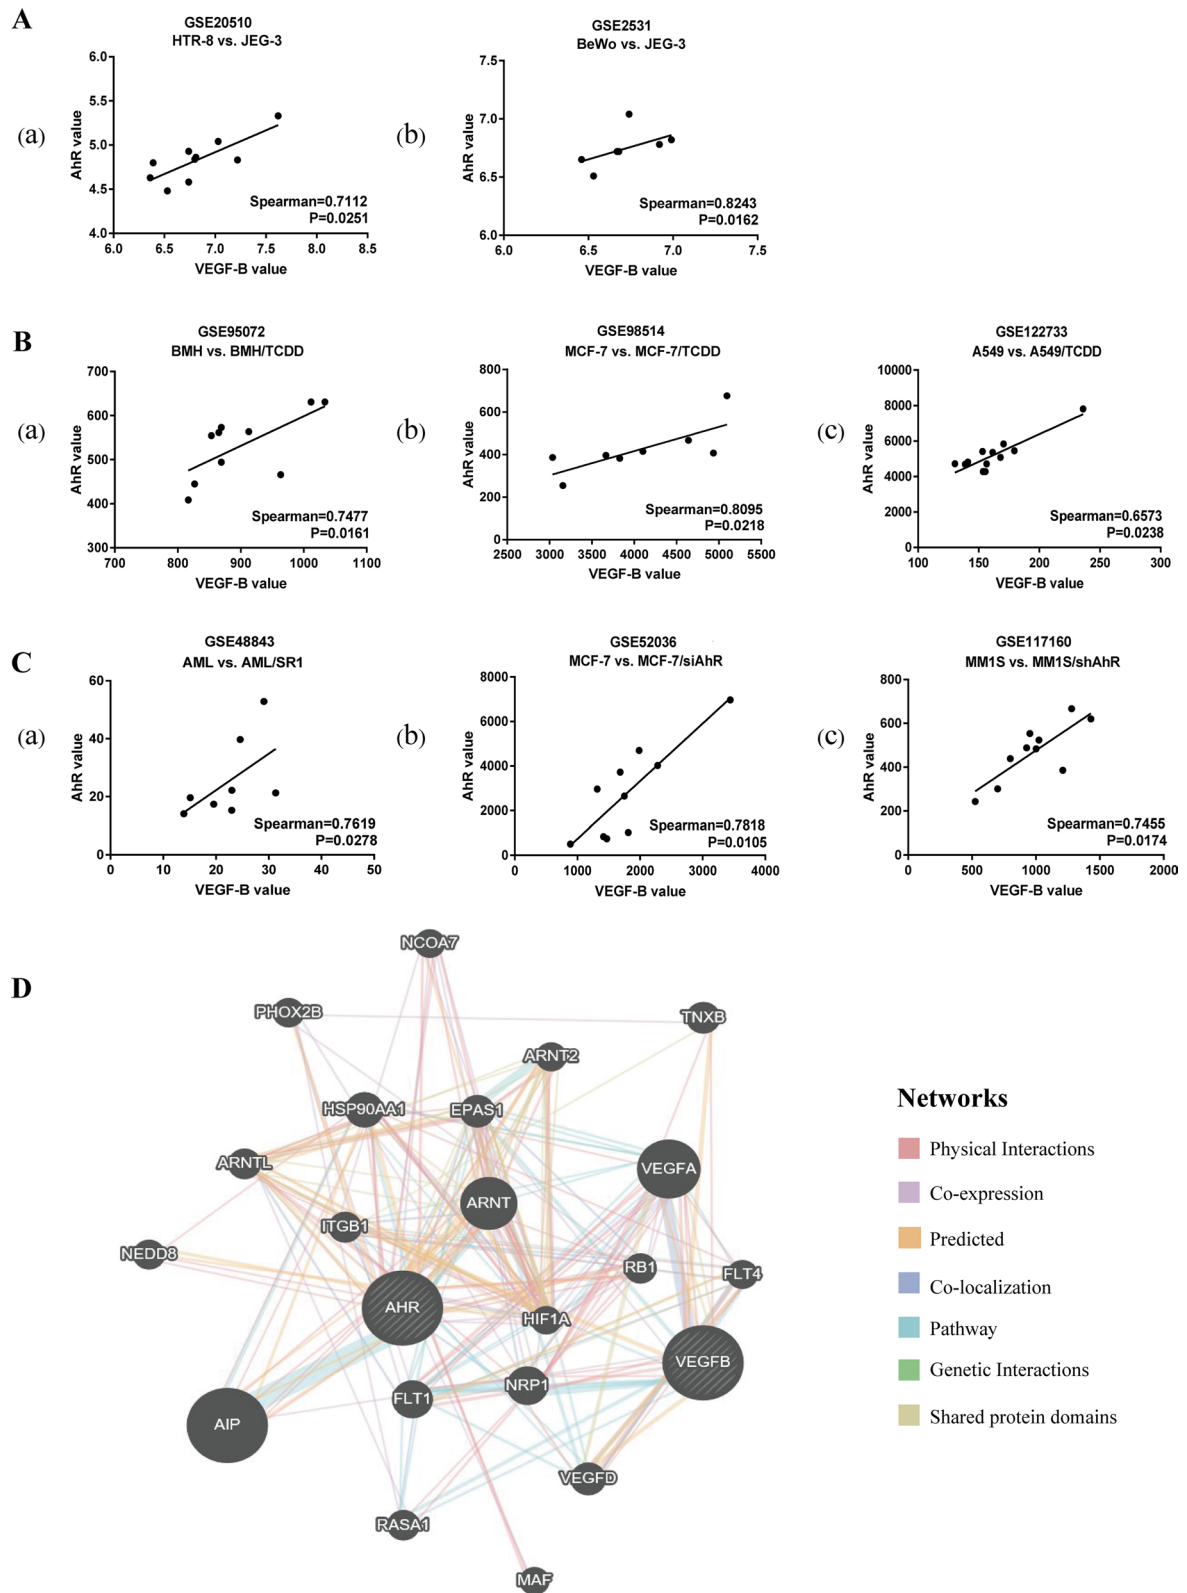 A
GSE20510
HTR-8 vs. JEG-3
(a)
AhR value
6.0
5.5
5.0
4.5
4.0
Spearman=0.7112
P=0.0251
6.0 6.5 7.0 7.5 8.0 8.5
VEGF-B value
GSE2531
BeWo vs. JEG-3
(b)
AhR value
7.5
7.0
6.5
6.0
Spearman=0.8243
P=0.0162
6.0 6.5 7.0 7.5
VEGF-B value
B
GSE95072
BMH vs. BMH/TCDD
(a)
AhR value
700
600
500
400
300
Spearman=0.7477
P=0.0161
700 800 900 1000 1100
VEGF-B value
GSE98514
MCF-7 vs. MCF-7/TCDD
(b)
AhR value
800
600
400
200
0
Spearman=0.8095
P=0.0218
2500 3000 3500 4000 4500 5000 5500
VEGF-B value
GSE122733
A549 vs. A549/TCDD
(c)
AhR value
10000
8000
6000
4000
2000
0
Spearman=0.6573
P=0.0238
100 150 200 250 300
VEGF-B value
C
GSE48843
AML vs. AML/SR1
(a)
AhR value
60
40
20
0
Spearman=0.7619
P=0.0278
0 10 20 30 40 50
VEGF-B value
GSE52036
MCF-7 vs. MCF-7/siAhR
(b)
AhR value
8000
6000
4000
2000
0
Spearman=0.7818
P=0.0105
0 1000 2000 3000 4000
VEGF-B value
GSE117160
MM1S vs. MM1S/shAhR
(c)
AhR value
800
600
400
200
0
Spearman=0.7455
P=0.0174
0 500 1000 1500 2000
VEGF-B value
D
NCOA7
PHOX2B
TNXB
ARNT2
HSP90AA1
EPAS1
ARNTL
VEGFA
ARNT
ITGB1
NEDD8
RB1
FLT4
AHR
HIF1A
VEGFB
FLT1
NRP1
AIP
VEGFD
RASA1
MAF
Networks
Physical Interactions
Co-expression
Predicted
Co-localization
Pathway
Genetic Interactions
Shared protein domains